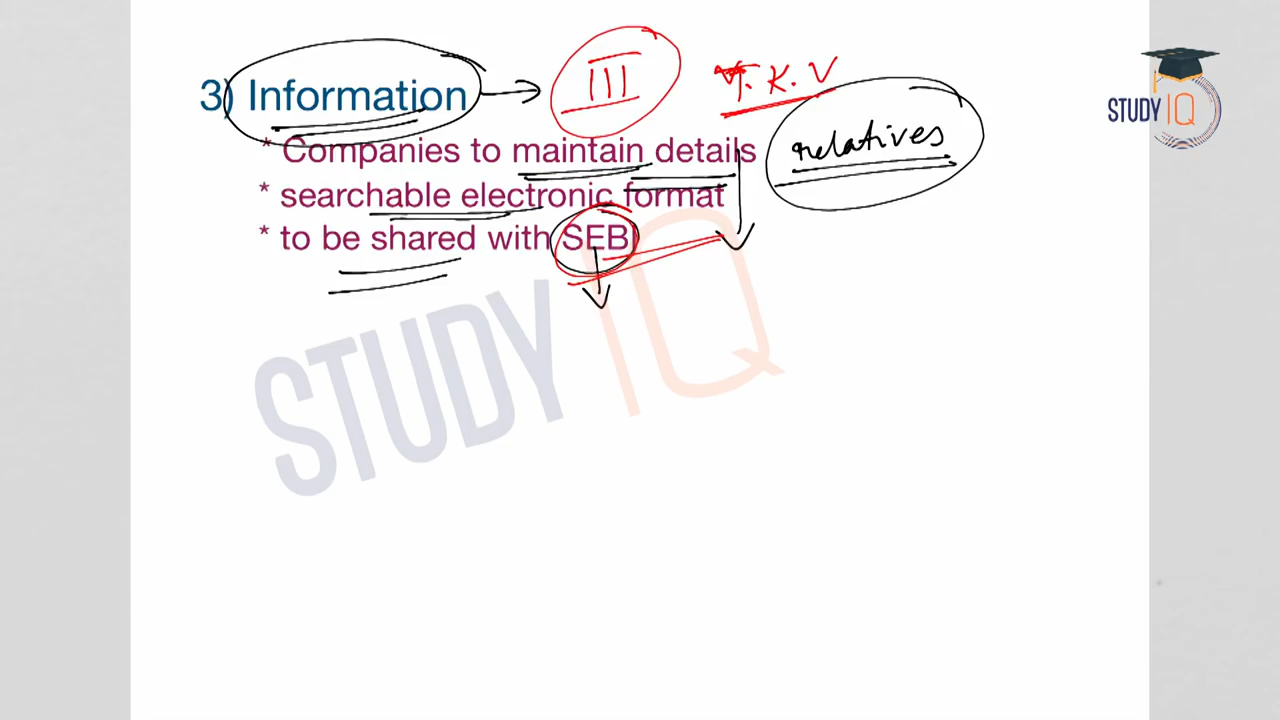 3) Information → III T. K. V
* Companies to maintain details relatives
* searchable electronic format
* to be shared with SEBI
STUDY IQ
STUDY IQ